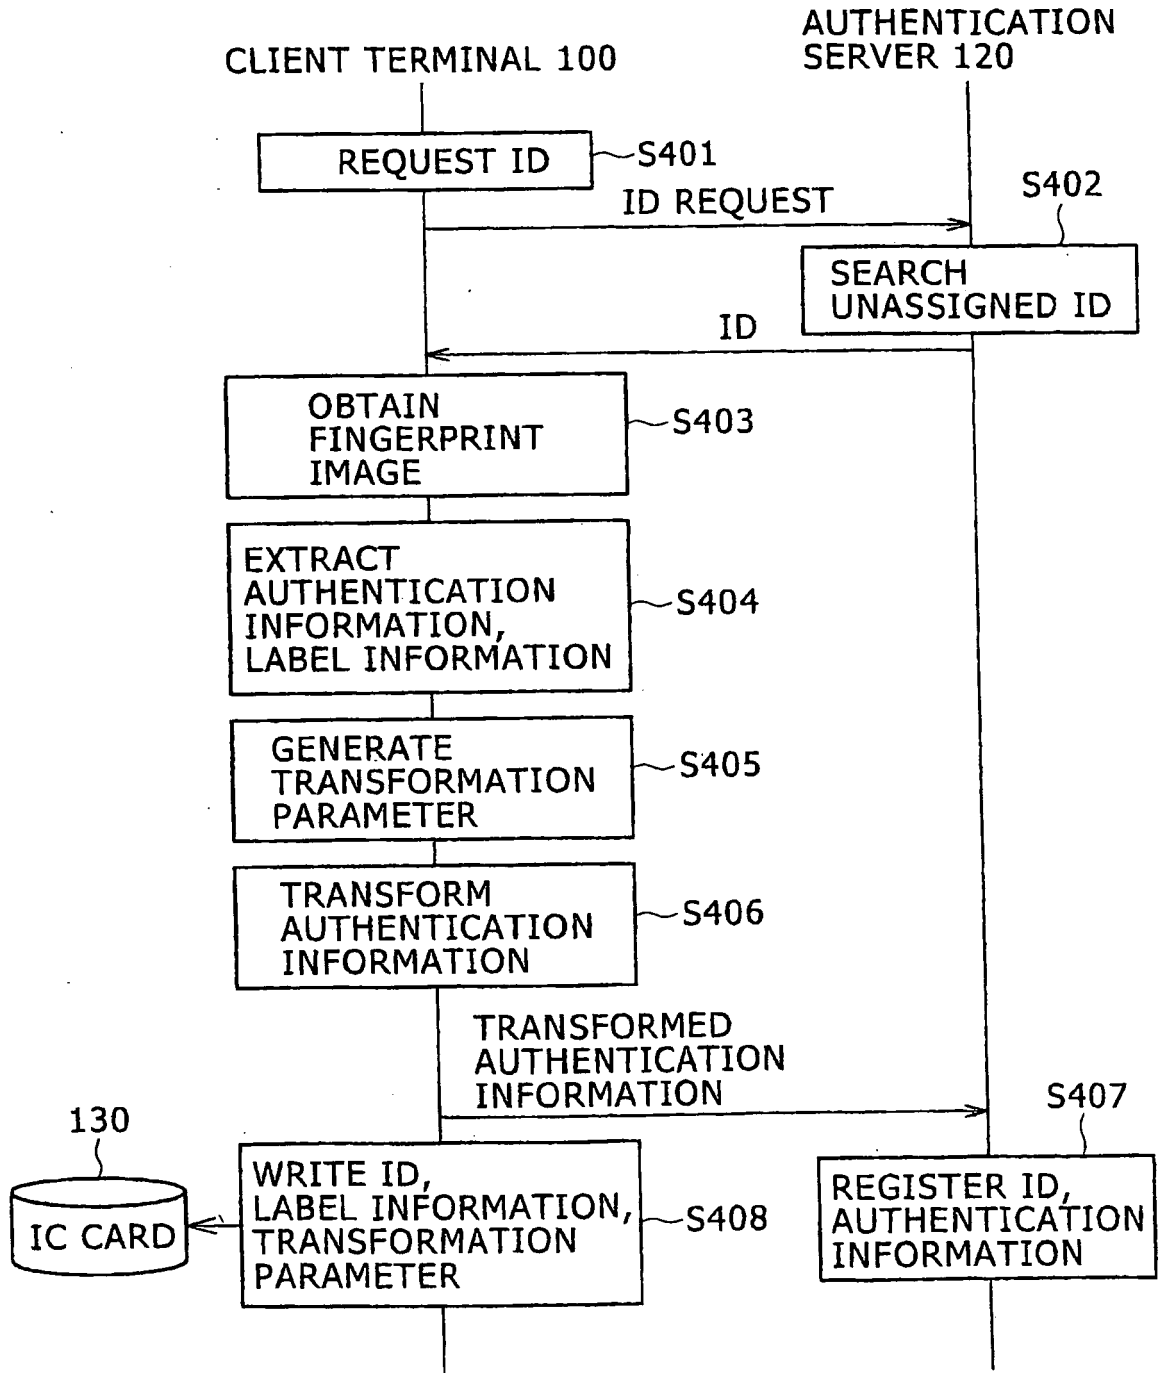 CLIENT TERMINAL 100
AUTHENTICATION
SERVER 120
REQUEST ID
S401
ID REQUEST
S402
SEARCH
UNASSIGNED ID
ID
OBTAIN
FINGERPRINT
IMAGE
S403
EXTRACT
AUTHENTICATION
INFORMATION,
LABEL INFORMATION
S404
GENERATE
TRANSFORMATION
PARAMETER
S405
TRANSFORM
AUTHENTICATION
INFORMATION
S406
TRANSFORMED
AUTHENTICATION
INFORMATION
S407
REGISTER ID,
AUTHENTICATION
INFORMATION
130
IC CARD
WRITE ID,
LABEL INFORMATION,
TRANSFORMATION
PARAMETER
S408